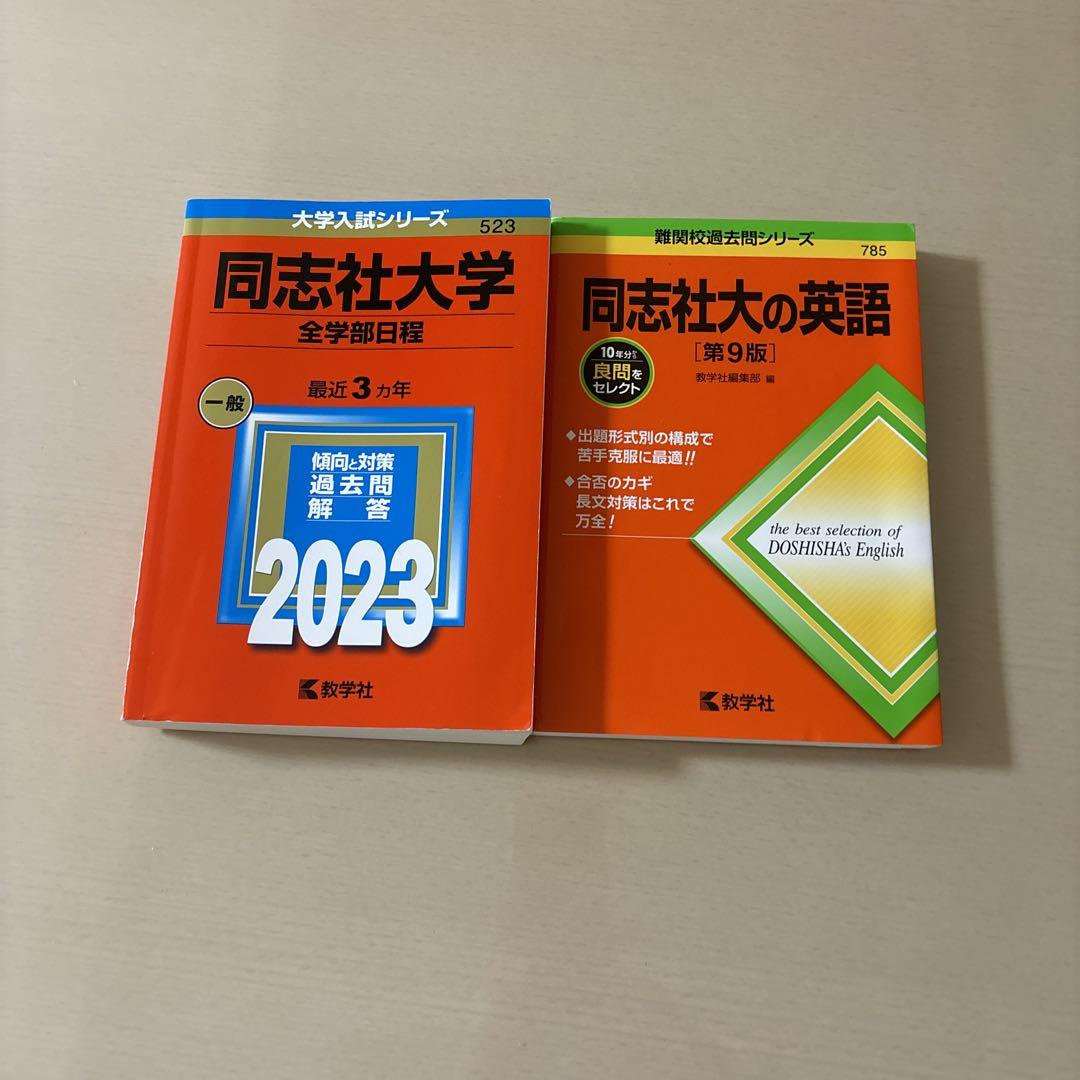 大学入試シリーズ
523
同志社大学
全学部日程
最近3ヵ年
一般
傾向と対策
過去問
解答
2023
教学社
難関校過去問シリーズ
785
同志社大の英語
[第9版]
教学社編集部 編
10年分から
良問を
セレクト
◆出題形式別の構成で
苦手克服に最適!!
◆合否のカギ
長文対策はこれで
万全!
the best selection of
DOSHISHA's English
教学社